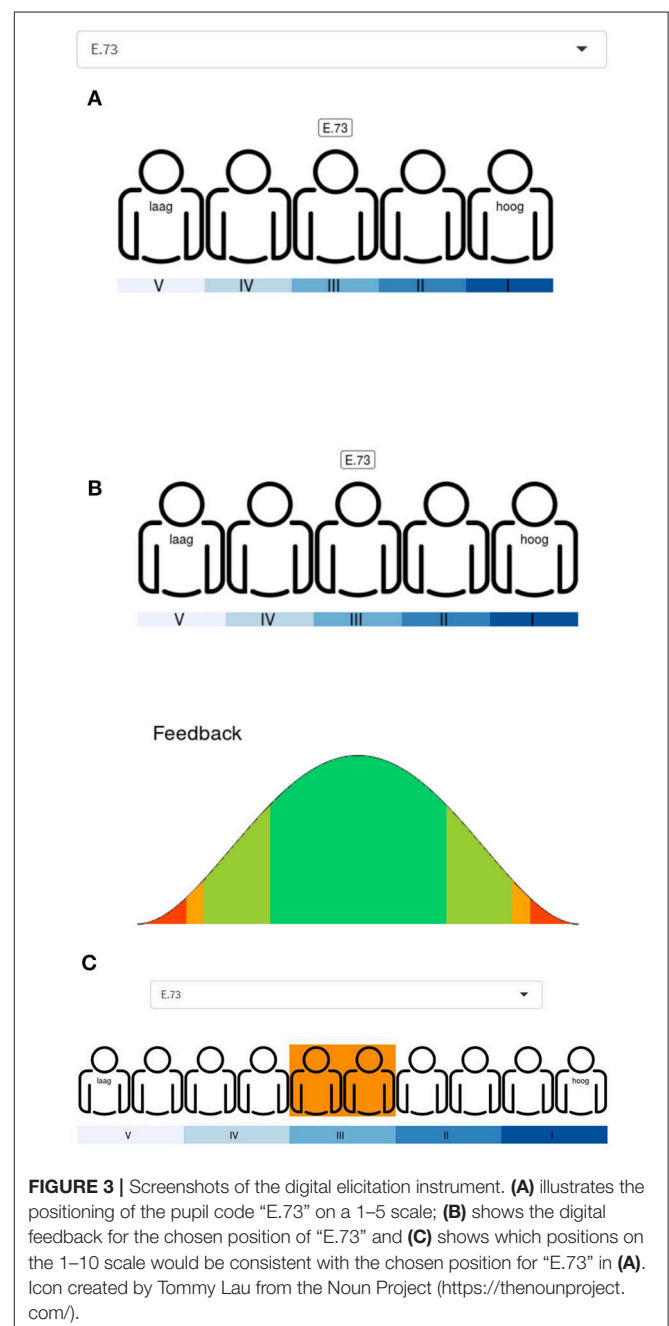 E.73
A
E.73
laag hoog
V IV III II I
E.73
B
laag hoog
V IV III II I
Feedback
C
E.73
laag hoog
V IV III II I
FIGURE 3 | Screenshots of the digital elicitation instrument. (A) illustrates the
positioning of the pupil code “E.73” on a 1–5 scale; (B) shows the digital
feedback for the chosen position of “E.73” and (C) shows which positions on
the 1–10 scale would be consistent with the chosen position for “E.73” in (A).
Icon created by Tommy Lau from the Noun Project (https://thenounproject.
com/).